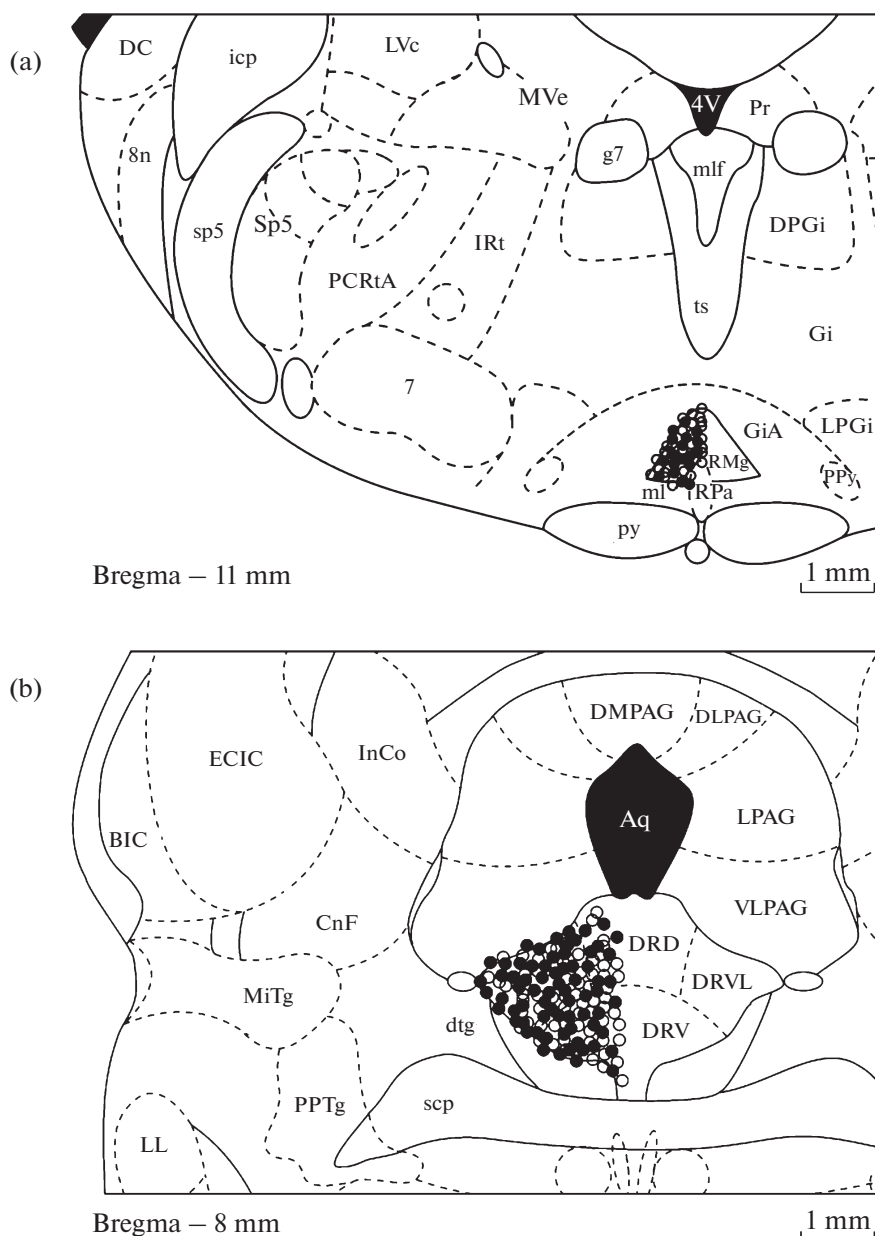 (a)
DC
icp
LVc
MVe
4V
Pr
8n
g7
mlf
sp5
Sp5
IRt
DPGi
PCRtA
ts
Gi
7
GiA
LPGi
RMg
PPy
ml
RPa
py
Bregma – 11 mm
1 mm
(b)
DMPAG
DLPAG
ECIC
InCo
Aq
LPAG
BIC
VLPAG
CnF
DRD
DRVL
MiTg
dtg
DRV
PPTg
scp
LL
Bregma – 8 mm
1 mm